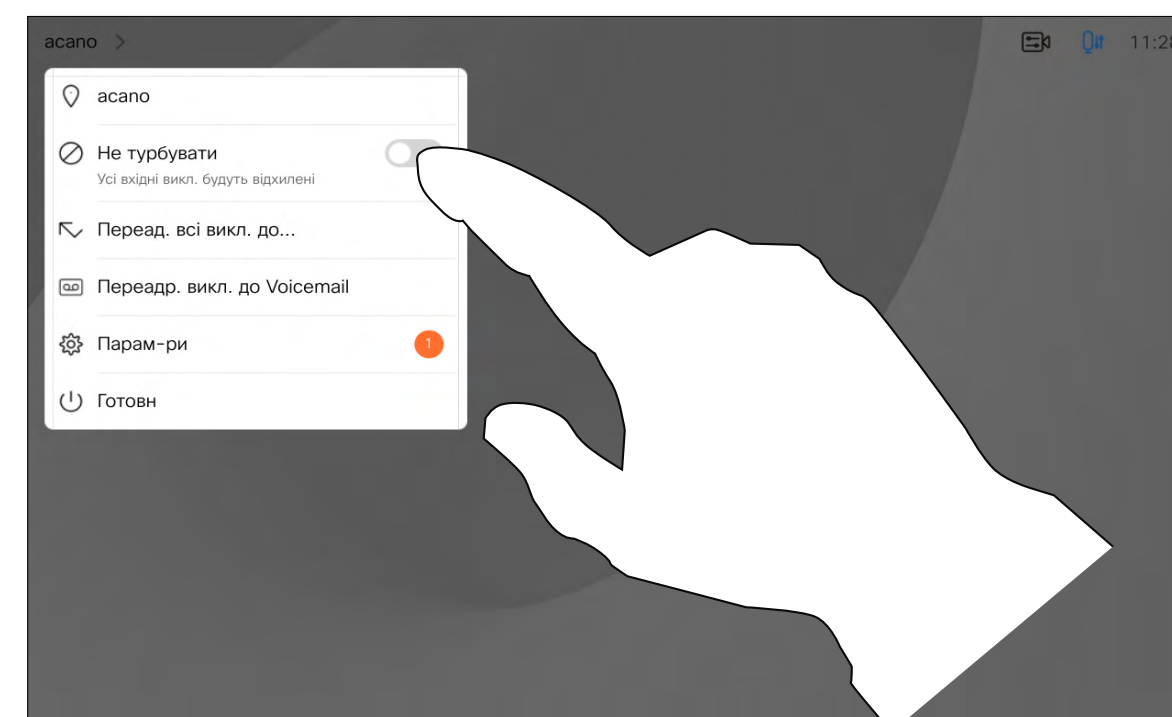 acano
11:28
acano
Не турбувати
Усі вхідні викл. будуть відхилені
Переад. всі викл. до...
Переадр. викл. до Voicemail
Парам-ри
1
Готовн